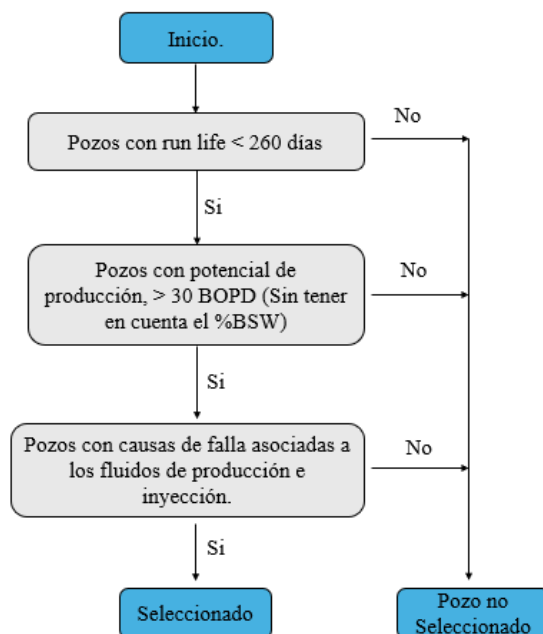 Inicio.
No
Pozos con run life < 260 días
Si
Pozos con potencial de
producción, > 30 BOPD (Sin tener
en cuenta el %BSW)
No
Si
Pozos con causas de falla asociadas a
los fluidos de producción e
inyección.
No
Si
Seleccionado
Pozo no
Seleccionado